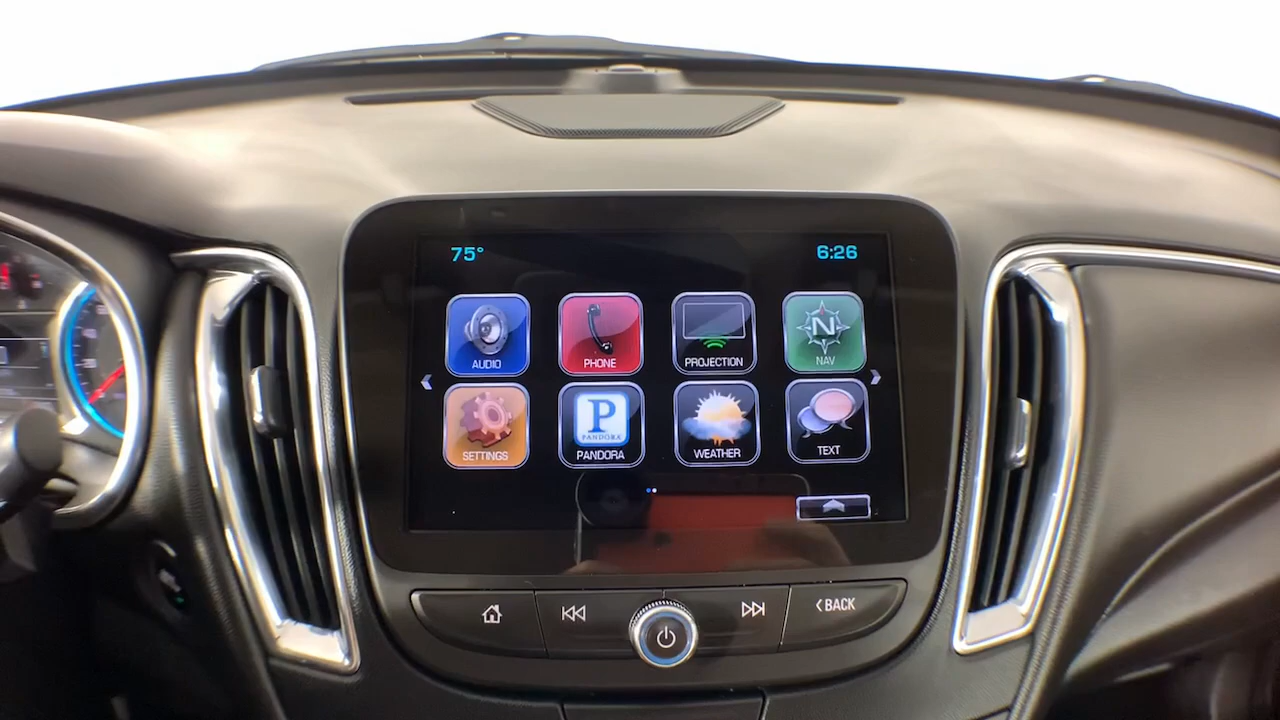 75° 6:26
AUDIO PHONE PROJECTION N NAV
SETTINGS P PANDORA PANDORA WEATHER TEXT
BACK